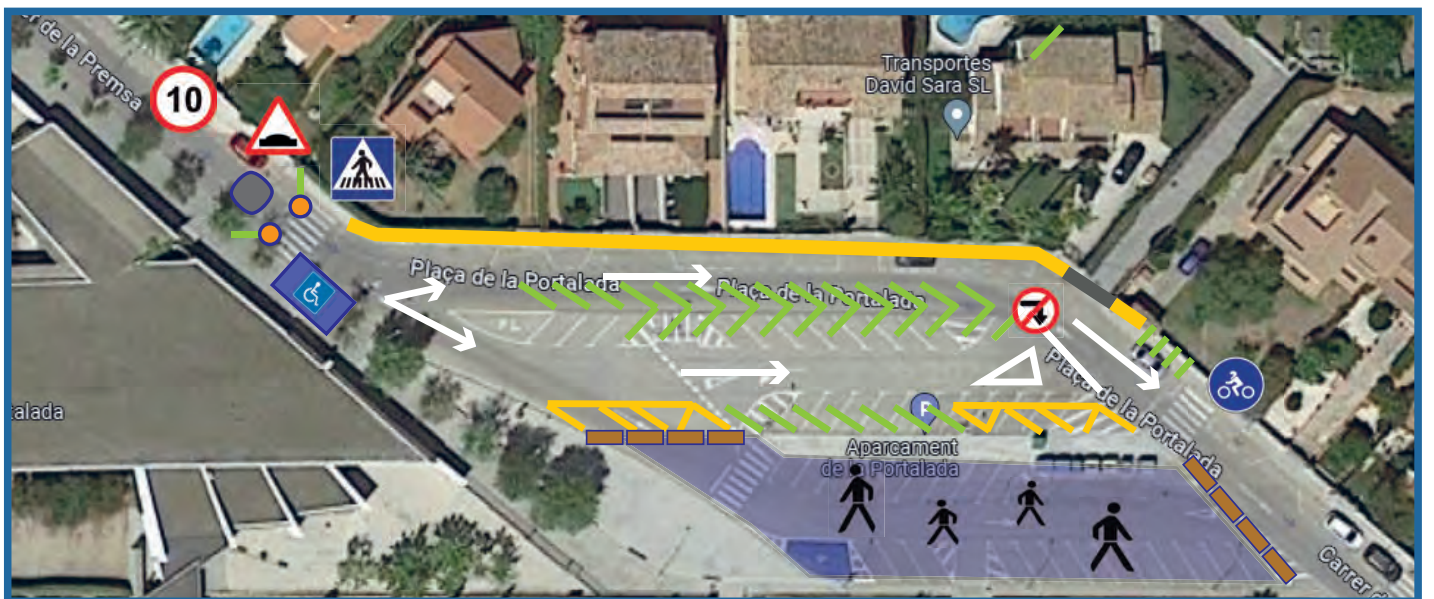 er de la Premsa
10
Transportes
David Sara SL
Plaça de la Portalada
Plaça de la Portalada
P
Plaça de la Portalada
talada
Aparcament
de la Portalada
Carrer d